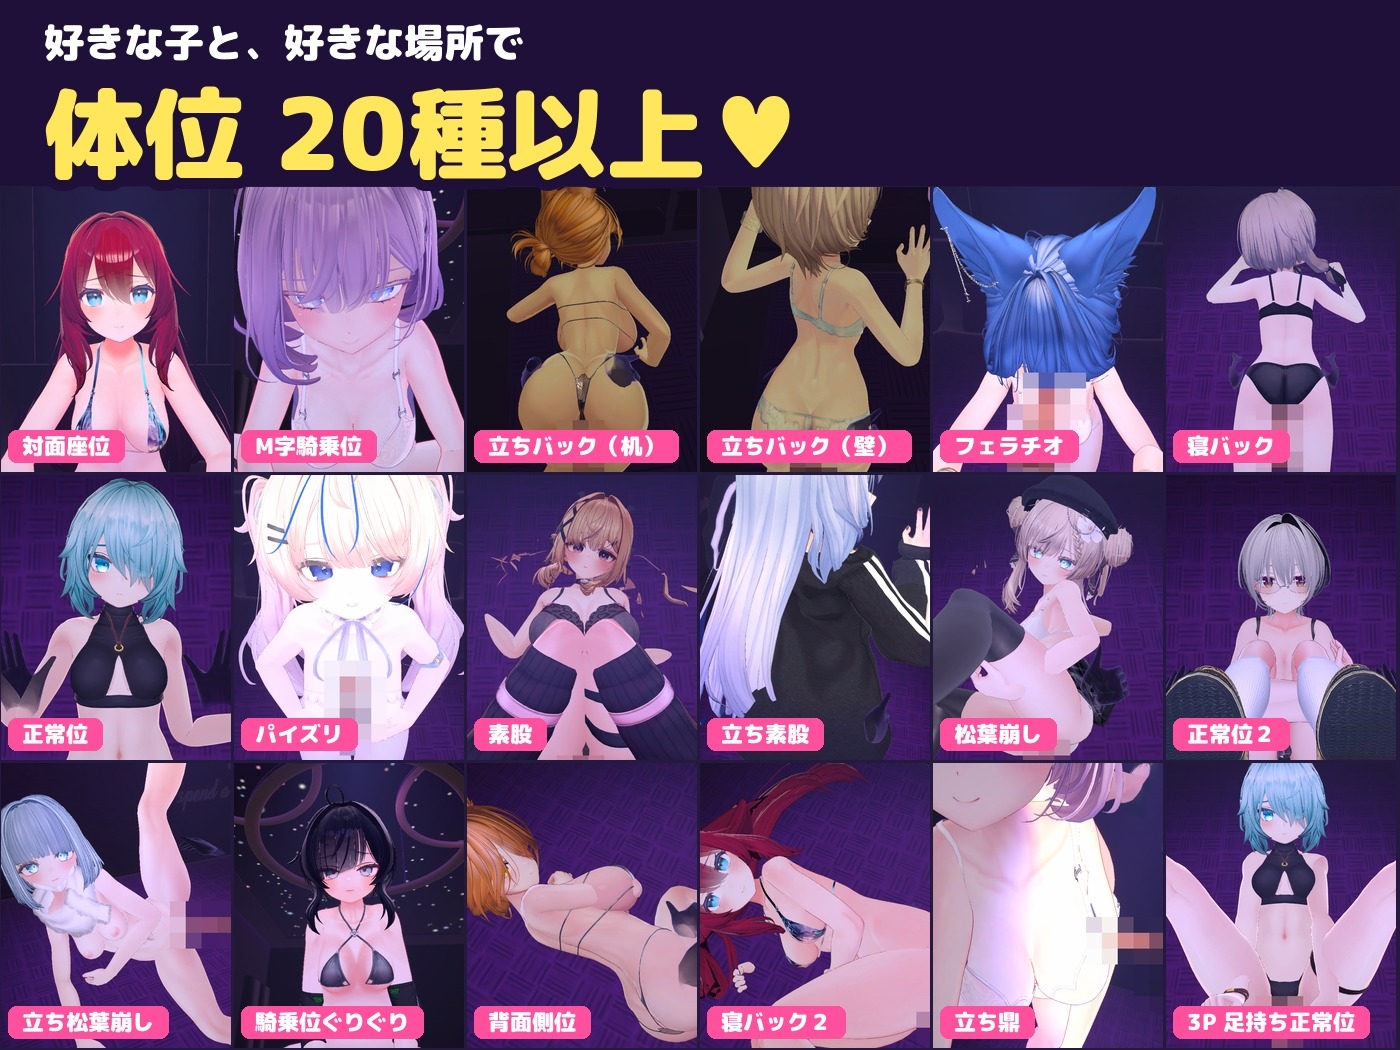 好きな子と、好きな場所で
体位 20種以上♥
対面座位
M字騎乗位
立ちバック（机）
立ちバック（壁）
フェラチオ
寝バック
正常位
パイズリ
素股
立ち素股
松葉崩し
正常位２
立ち松葉崩し
騎乗位ぐりぐり
背面側位
寝バック２
立ち鼎
3P 足持ち正常位